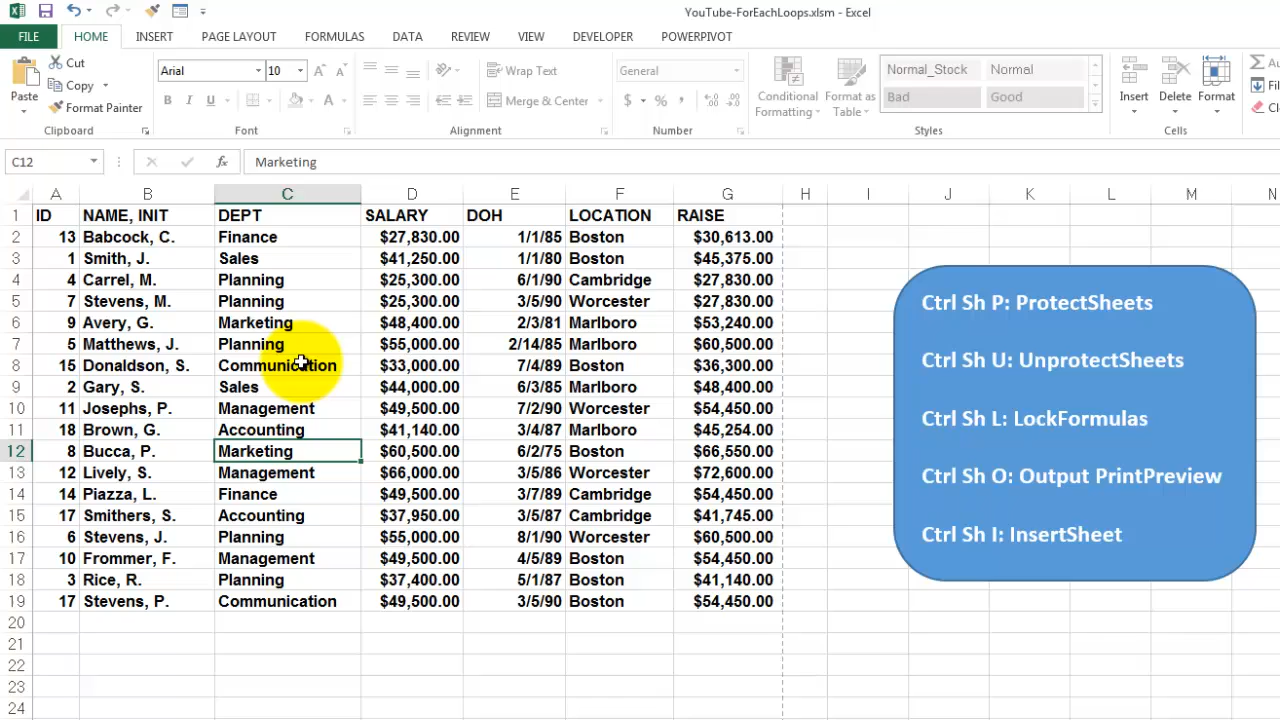 YouTube-ForEachLoops.xlsm - Excel
FILE HOME INSERT PAGE LAYOUT FORMULAS DATA REVIEW VIEW DEVELOPER POWERPIVOT
Paste
Cut
Copy
Format Painter
Clipboard
Arial 10
B I U
Font
Wrap Text
Merge & Center
Alignment
General
$ % ,
Number
Conditional Formatting
Format as Table
Normal_Stock Normal
Bad Good
Styles
Insert Delete Format
Cells
C12 fx Marketing
A B C D E F G H I J K L M N
1 ID NAME, INIT DEPT SALARY DOH LOCATION RAISE
2 13 Babcock, C. Finance $27,830.00 1/1/85 Boston $30,613.00
3 1 Smith, J. Sales $41,250.00 1/1/80 Boston $45,375.00
4 4 Carrel, M. Planning $25,300.00 6/1/90 Cambridge $27,830.00
5 7 Stevens, M. Planning $25,300.00 3/5/90 Worcester $27,830.00
6 9 Avery, G. Marketing $48,400.00 2/3/81 Marlboro $53,240.00
7 5 Matthews, J. Planning $55,000.00 2/14/85 Marlboro $60,500.00
8 15 Donaldson, S. Communication $33,000.00 7/4/89 Boston $36,300.00
9 2 Gary, S. Sales $44,000.00 6/3/85 Marlboro $48,400.00
10 11 Josephs, P. Management $49,500.00 7/2/90 Worcester $54,450.00
11 18 Brown, G. Accounting $41,140.00 3/4/87 Marlboro $45,254.00
12 8 Bucca, P. Marketing $60,500.00 6/2/75 Boston $66,550.00
13 12 Lively, S. Management $66,000.00 3/5/86 Worcester $72,600.00
14 14 Piazza, L. Finance $49,500.00 3/7/89 Cambridge $54,450.00
15 17 Smithers, S. Accounting $37,950.00 3/5/87 Cambridge $41,745.00
16 6 Stevens, J. Planning $55,000.00 8/1/90 Worcester $60,500.00
17 10 Frommer, F. Management $49,500.00 4/5/89 Boston $54,450.00
18 3 Rice, R. Planning $37,400.00 5/1/87 Boston $41,140.00
19 17 Stevens, P. Communication $49,500.00 3/5/90 Boston $54,450.00
20
21
22
23
24
Ctrl Sh P: ProtectSheets
Ctrl Sh U: UnprotectSheets
Ctrl Sh L: LockFormulas
Ctrl Sh O: Output PrintPreview
Ctrl Sh I: InsertSheet